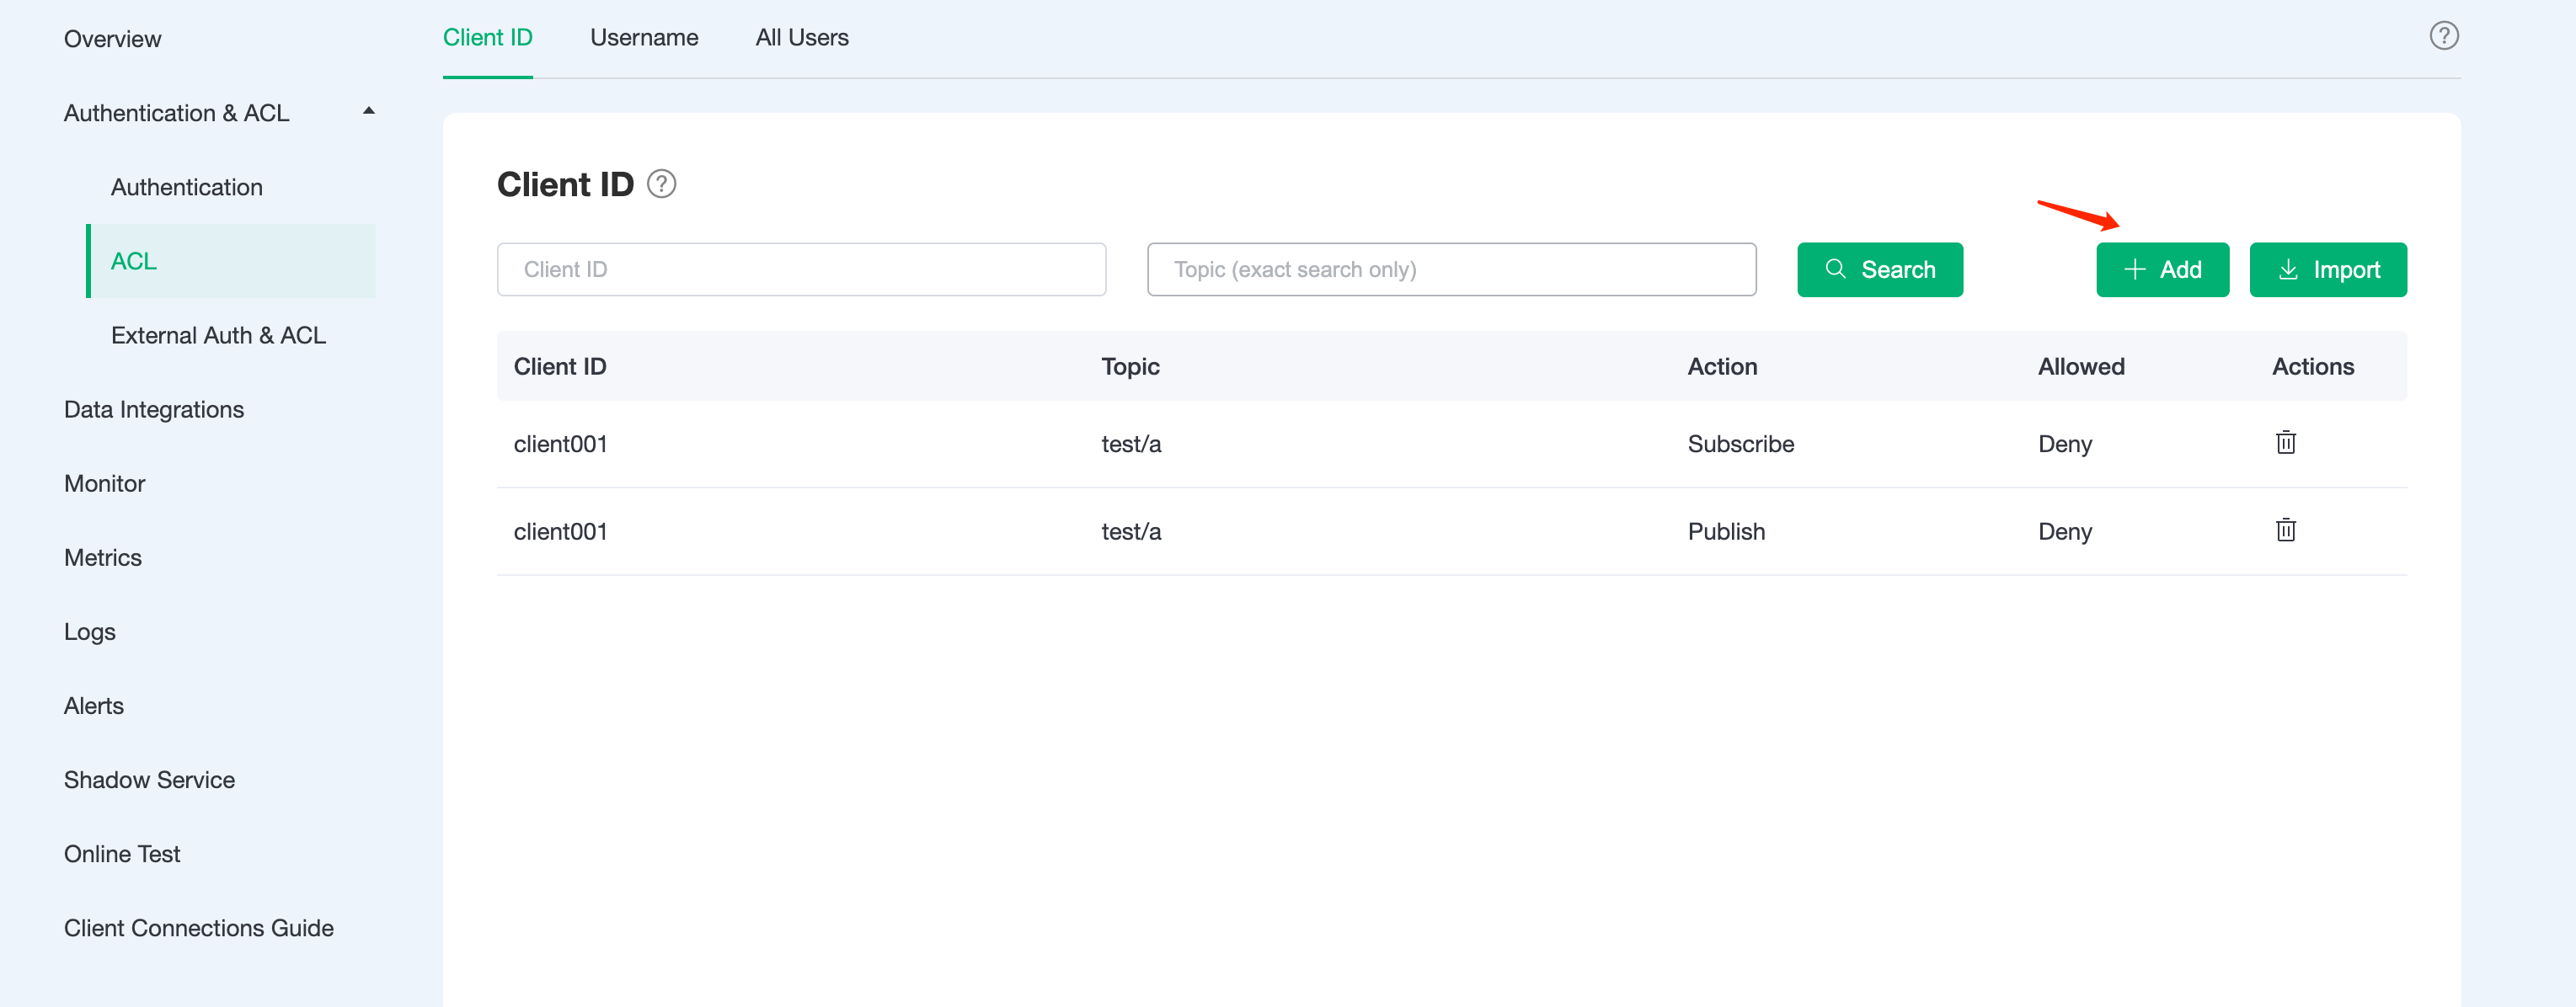 Overview
Authentication & ACL
Authentication
ACL
External Auth & ACL
Data Integrations
Monitor
Metrics
Logs
Alerts
Shadow Service
Online Test
Client Connections Guide
Client ID Username All Users ?
Client ID ?
Client ID Topic (exact search only) Search Add Import
Client ID Topic Action Allowed Actions
client001 test/a Subscribe Deny
client001 test/a Publish Deny